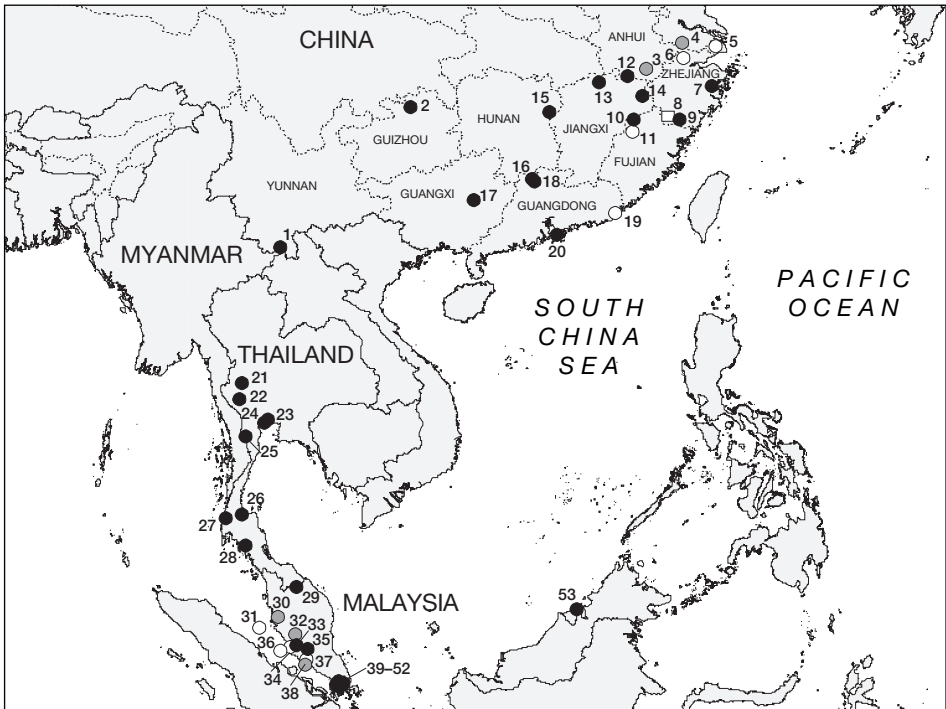 CHINA
ANHUI
4
5
6
3
ZHEJIANG
12
7
2
13
14
15
8
HUNAN
10
9
JIANGXI
11
GUIZHOU
FUJIAN
16
18
YUNNAN
GUANGXI
17
GUANGDONG
19
1
20
MYANMAR
PACIFIC
OCEAN
SOUTH
CHINA
SEA
THAILAND
21
22
24
23
25
26
27
28
29
53
30
MALAYSIA
31
32
33
36
35
37
39–52
34
38